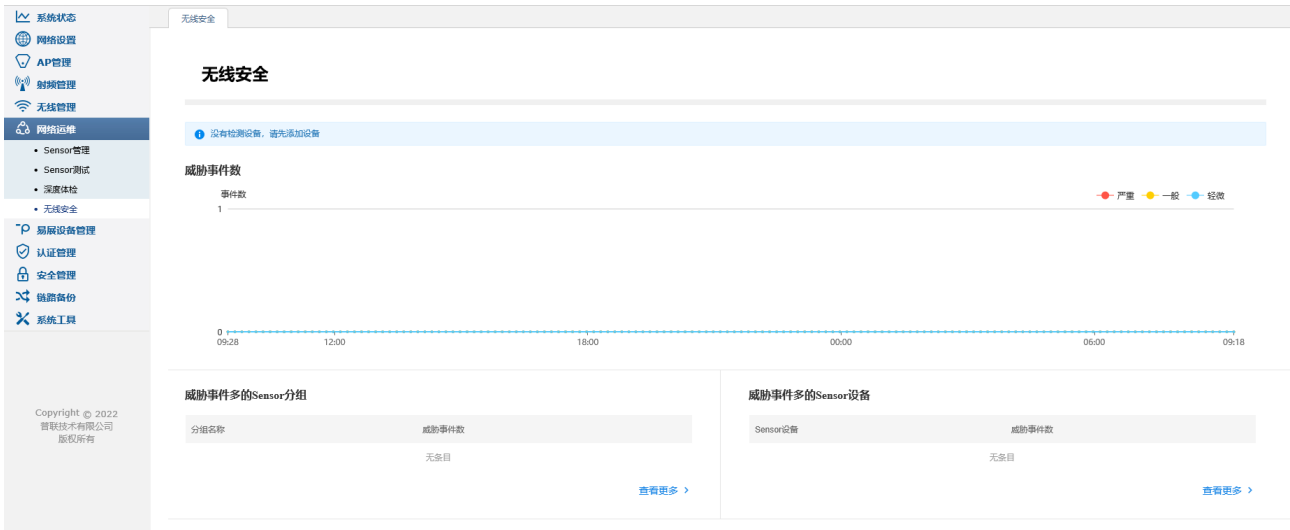 系统状态
网络设置
AP管理
射频管理
无线管理
网络运维
• Sensor管理
• Sensor测试
• 深度体检
• 无线安全
易展设备管理
认证管理
安全管理
链路备份
系统工具
Copyright © 2022
普联技术有限公司
版权所有
无线安全
无线安全
没有检测设备，请先添加设备
威胁事件数
事件数
严重 一般 轻微
1
0
09:28 12:00 18:00 00:00 06:00 09:18
威胁事件多的Sensor分组
分组名称 威胁事件数
无条目
查看更多 >
威胁事件多的Sensor设备
Sensor设备 威胁事件数
无条目
查看更多 >